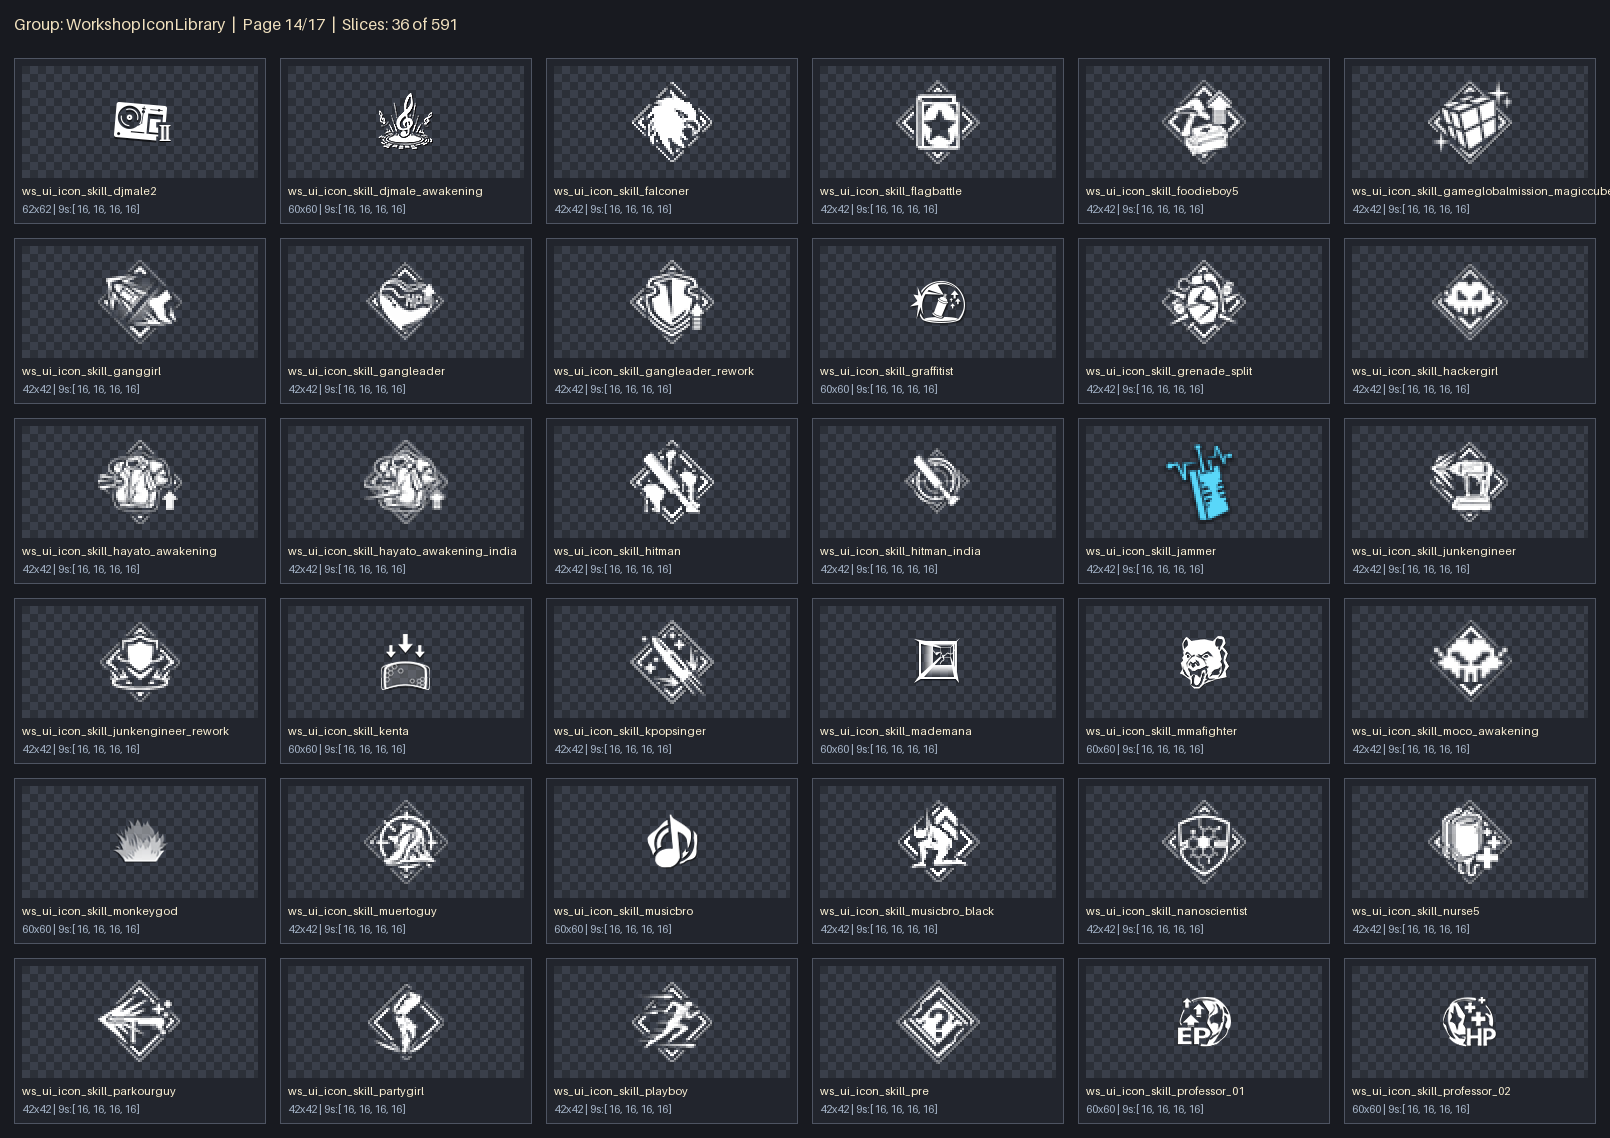 Group: WorkshopIconLibrary | Page 14/17 | Slices: 36 of 591
ws_ui_icon_skill_djmale2
62x62 | 9s:[16, 16, 16, 16]
ws_ui_icon_skill_djmale_awakening
60x60 | 9s:[16, 16, 16, 16]
ws_ui_icon_skill_falconer
42x42 | 9s:[16, 16, 16, 16]
ws_ui_icon_skill_flagbattle
42x42 | 9s:[16, 16, 16, 16]
ws_ui_icon_skill_foodieboy5
42x42 | 9s:[16, 16, 16, 16]
ws_ui_icon_skill_gameglobalmission_magiccube
42x42 | 9s:[16, 16, 16, 16]
ws_ui_icon_skill_ganggirl
42x42 | 9s:[16, 16, 16, 16]
HP
ws_ui_icon_skill_gangleader
42x42 | 9s:[16, 16, 16, 16]
ws_ui_icon_skill_gangleader_rework
42x42 | 9s:[16, 16, 16, 16]
ws_ui_icon_skill_graffitist
60x60 | 9s:[16, 16, 16, 16]
ws_ui_icon_skill_grenade_split
42x42 | 9s:[16, 16, 16, 16]
ws_ui_icon_skill_hackergirl
42x42 | 9s:[16, 16, 16, 16]
ws_ui_icon_skill_hayato_awakening
42x42 | 9s:[16, 16, 16, 16]
ws_ui_icon_skill_hayato_awakening_india
42x42 | 9s:[16, 16, 16, 16]
ws_ui_icon_skill_hitman
42x42 | 9s:[16, 16, 16, 16]
ws_ui_icon_skill_hitman_india
42x42 | 9s:[16, 16, 16, 16]
ws_ui_icon_skill_jammer
42x42 | 9s:[16, 16, 16, 16]
ws_ui_icon_skill_junkengineer
42x42 | 9s:[16, 16, 16, 16]
ws_ui_icon_skill_junkengineer_rework
42x42 | 9s:[16, 16, 16, 16]
ws_ui_icon_skill_kenta
60x60 | 9s:[16, 16, 16, 16]
ws_ui_icon_skill_kpopsinger
42x42 | 9s:[16, 16, 16, 16]
ws_ui_icon_skill_mademana
60x60 | 9s:[16, 16, 16, 16]
ws_ui_icon_skill_mmafighter
60x60 | 9s:[16, 16, 16, 16]
ws_ui_icon_skill_moco_awakening
42x42 | 9s:[16, 16, 16, 16]
ws_ui_icon_skill_monkeygod
60x60 | 9s:[16, 16, 16, 16]
ws_ui_icon_skill_muertoguy
42x42 | 9s:[16, 16, 16, 16]
ws_ui_icon_skill_musicbro
60x60 | 9s:[16, 16, 16, 16]
ws_ui_icon_skill_musicbro_black
42x42 | 9s:[16, 16, 16, 16]
ws_ui_icon_skill_nanoscientist
42x42 | 9s:[16, 16, 16, 16]
ws_ui_icon_skill_nurse5
42x42 | 9s:[16, 16, 16, 16]
ws_ui_icon_skill_parkourguy
42x42 | 9s:[16, 16, 16, 16]
ws_ui_icon_skill_partygirl
42x42 | 9s:[16, 16, 16, 16]
ws_ui_icon_skill_playboy
42x42 | 9s:[16, 16, 16, 16]
?
ws_ui_icon_skill_pre
42x42 | 9s:[16, 16, 16, 16]
EP
ws_ui_icon_skill_professor_01
60x60 | 9s:[16, 16, 16, 16]
HP
ws_ui_icon_skill_professor_02
60x60 | 9s:[16, 16, 16, 16]